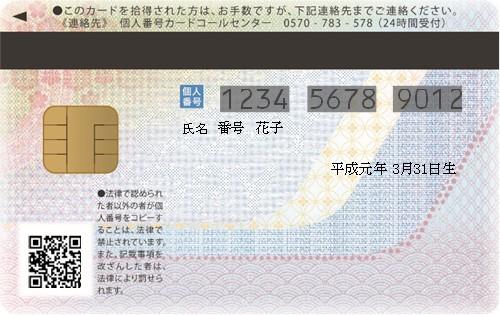 ●このカードを拾得された方は、お手数ですが、下記連絡先までご連絡ください。
《連絡先》 個人番号カードコールセンター 0570-783-578（24時間受付）
個人番号 1234 5678 9012
氏名 番号 花子
平成元年 3月31日生
●法律で認められ
た者以外の者が個
人番号をコピーす
ることは、法律で
禁止されています。
また、記載事項を
改ざんした者は、
法律により罰せら
れます。